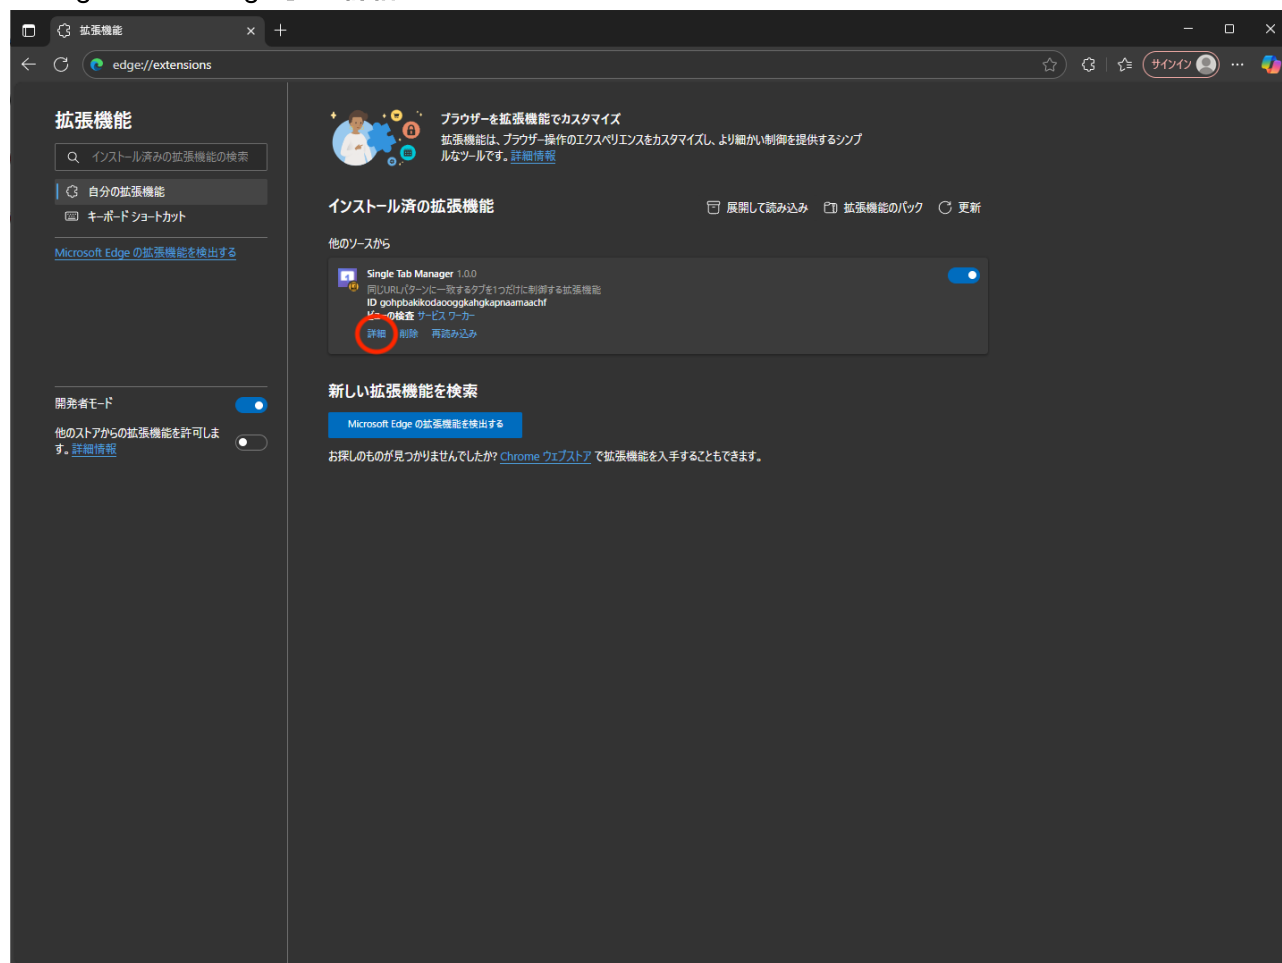 拡張機能
edge://extensions
サインイン
拡張機能
インストール済みの拡張機能の検索
自分の拡張機能
キーボード ショートカット
Microsoft Edge の拡張機能を検出する
開発者モード
他のストアからの拡張機能を許可しま
す。詳細情報
ブラウザーを拡張機能でカスタマイズ
拡張機能は、ブラウザー操作のエクスペリエンスをカスタマイズし、より細かい制御を提供するシンプ
ルなツールです。詳細情報
インストール済の拡張機能
展開して読み込み 拡張機能のパック 更新
他のソースから
Single Tab Manager 1.0.0
同じURLパターンに一致するタブを1つだけに制御する拡張機能
ID gohpbakikodaooggkahgkapnaamaachf
ビューの検査 サービス ワーカー
詳細 削除 再読み込み
新しい拡張機能を検索
Microsoft Edge の拡張機能を検出する
お探しのものが見つかりませんでしたか? Chrome ウェブストア で拡張機能を入手することもできます。